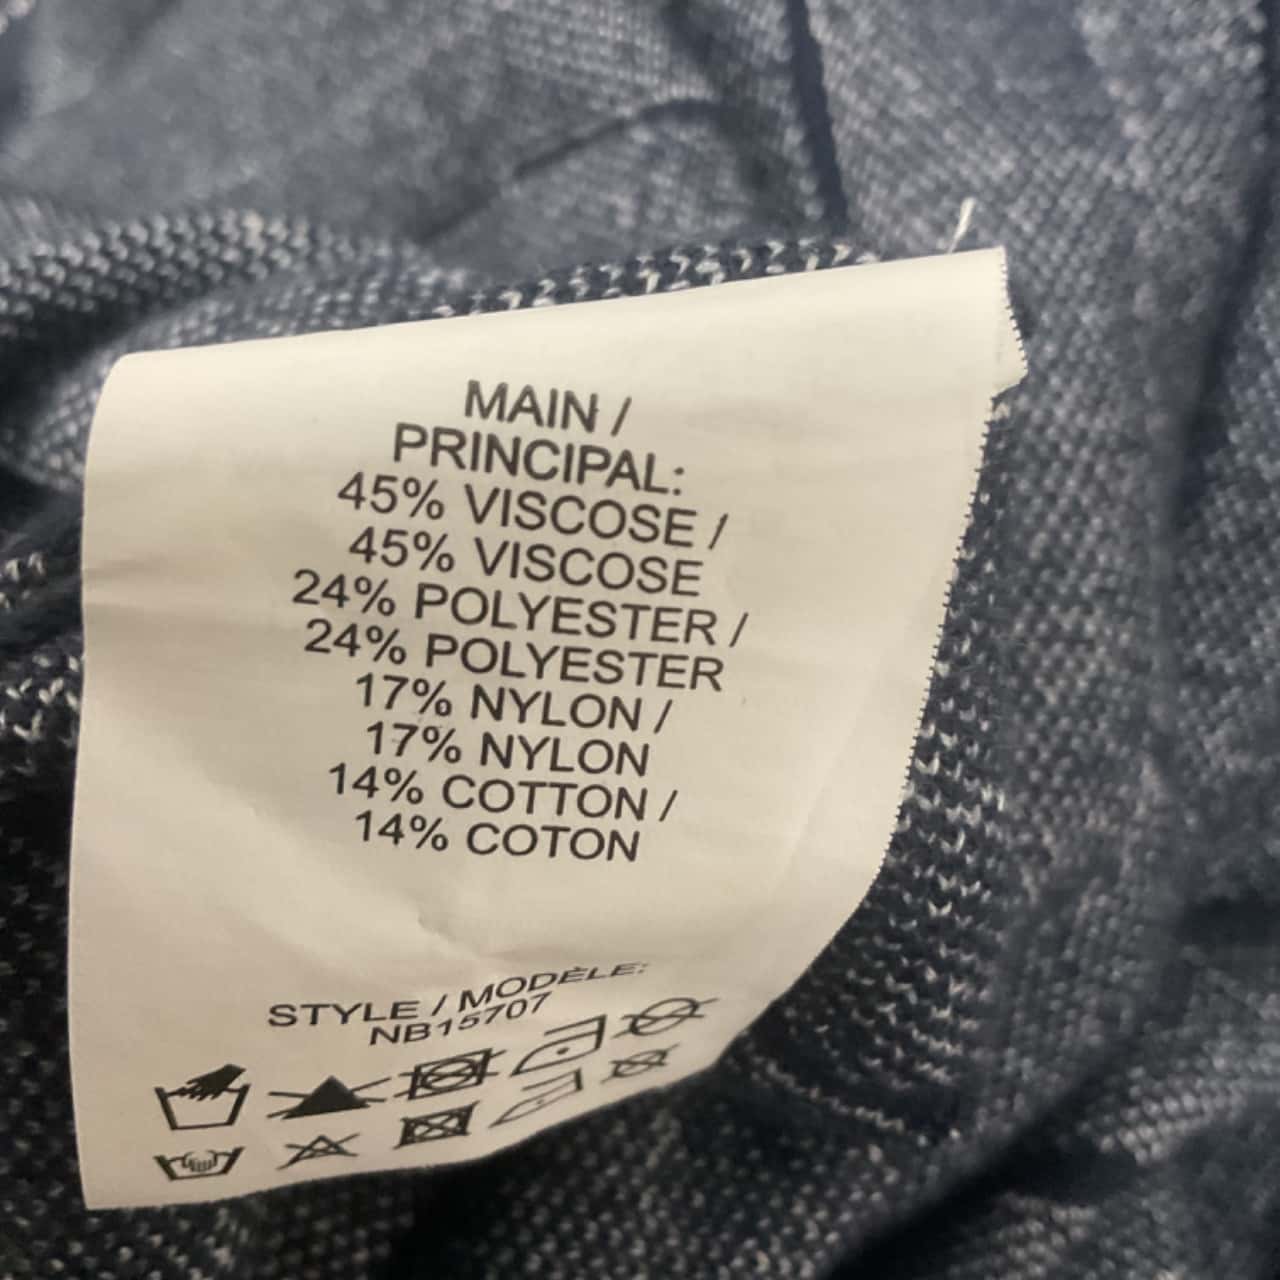 MAIN /
PRINCIPAL:
45% VISCOSE /
45% VISCOSE
24% POLYESTER /
24% POLYESTER
17% NYLON /
17% NYLON
14% COTTON /
14% COTON
STYLE / MODÈLE:
NB15707